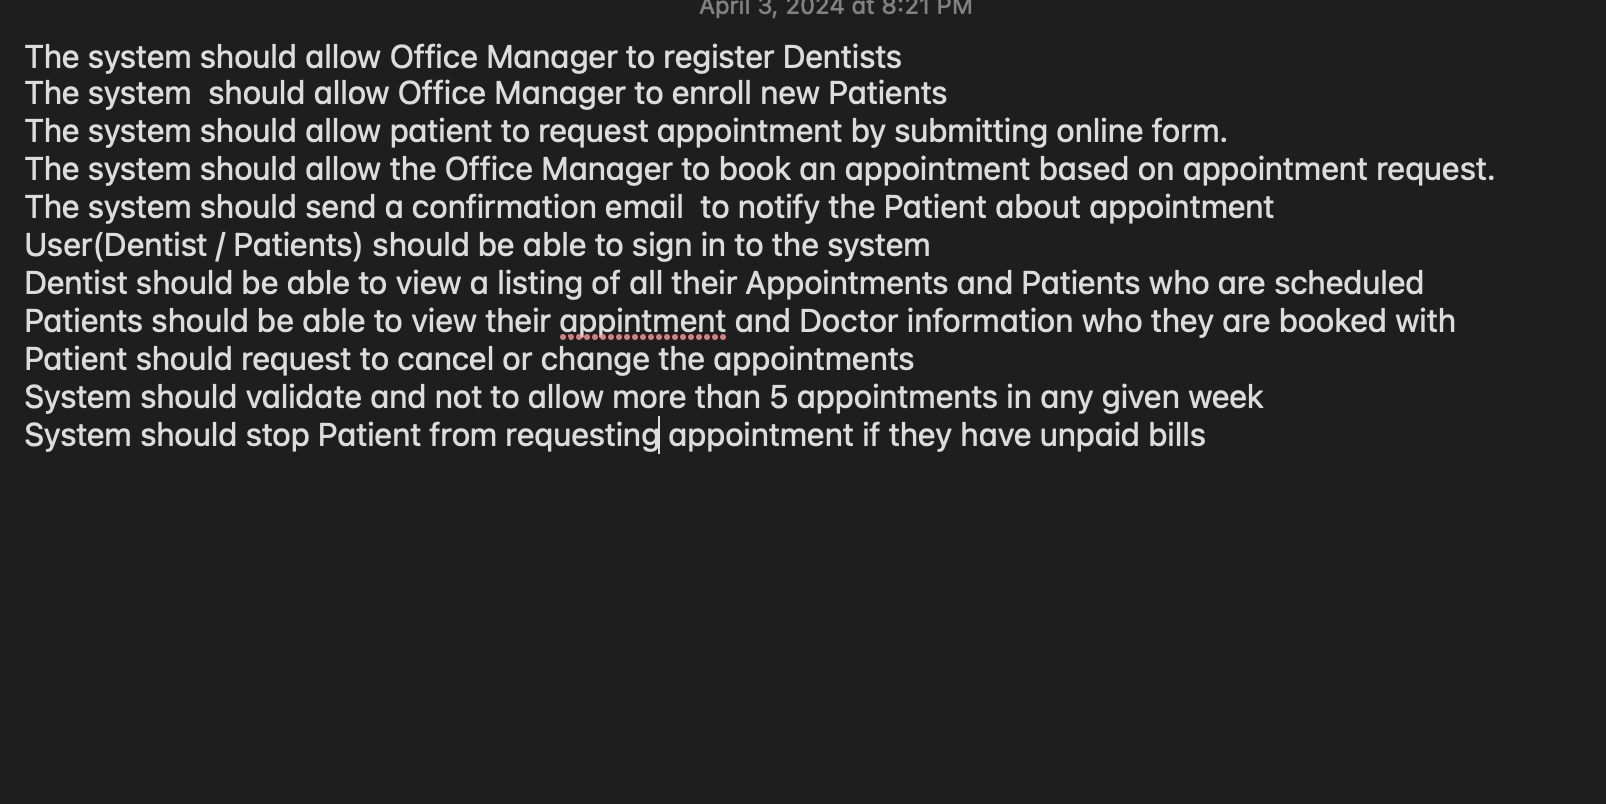 April 3, 2024 at 8:21 PM
The system should allow Office Manager to register Dentists
The system  should allow Office Manager to enroll new Patients
The system should allow patient to request appointment by submitting online form.
The system should allow the Office Manager to book an appointment based on appointment request.
The system should send a confirmation email  to notify the Patient about appointment
User(Dentist / Patients) should be able to sign in to the system
Dentist should be able to view a listing of all their Appointments and Patients who are scheduled
Patients should be able to view their appintment and Doctor information who they are booked with
Patient should request to cancel or change the appointments
System should validate and not to allow more than 5 appointments in any given week
System should stop Patient from requesting appointment if they have unpaid bills